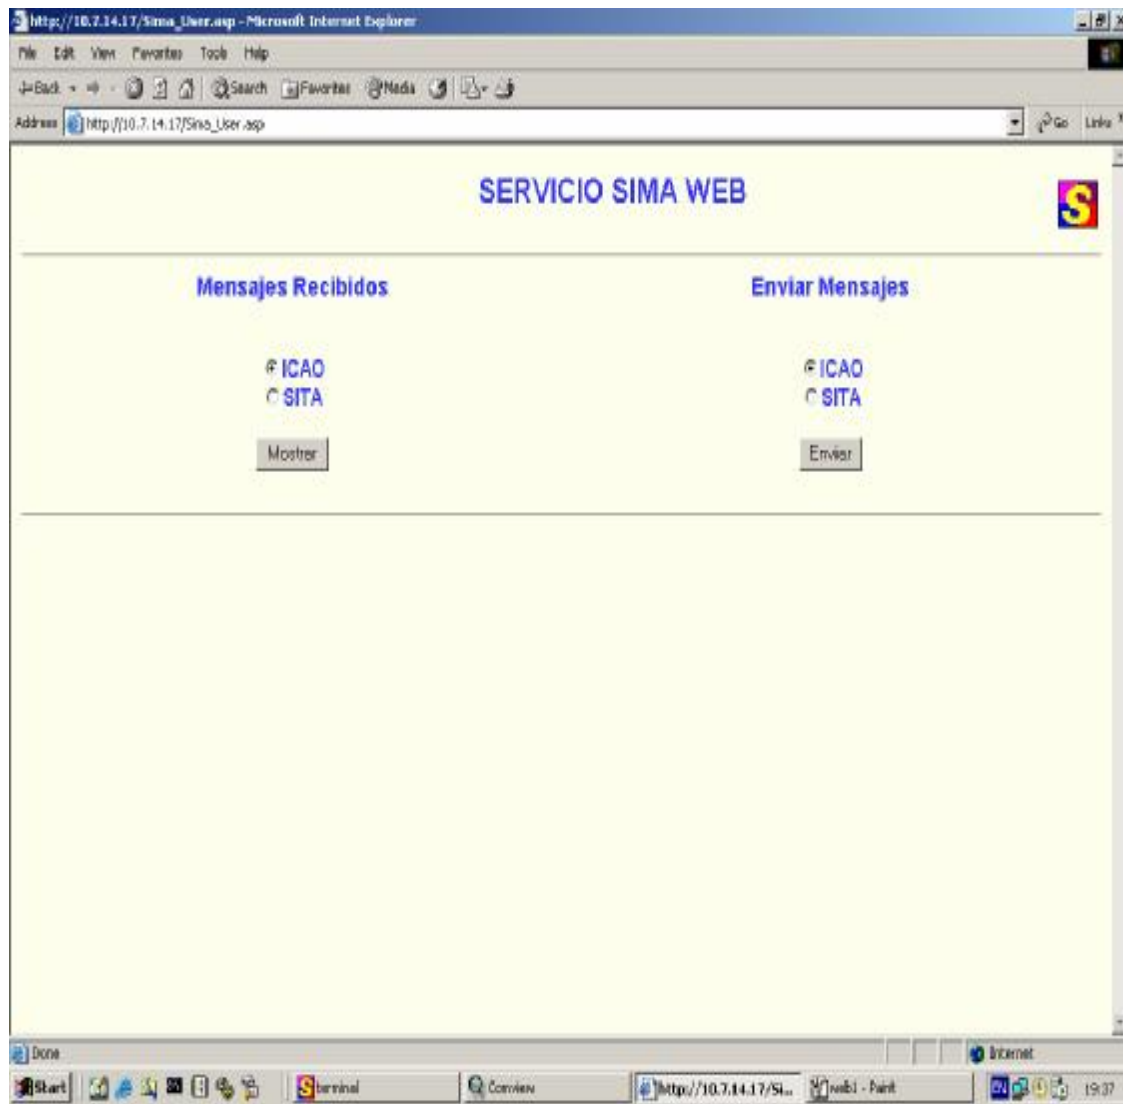 http://10.7.14.17/Sima_User.asp - Microsoft Internet Explorer
File Edit View Favorites Tools Help
Back Search Favorites Media
Address http://10.7.14.17/Sima_User.asp Go Links
SERVICIO SIMA WEB
S
Mensajes Recibidos
Enviar Mensajes
ICAO
SITA
ICAO
SITA
Mostrar
Enviar
Done Internet
Start S terminal Comview http://10.7.14.17/Si... web1 - Paint EN 19:37